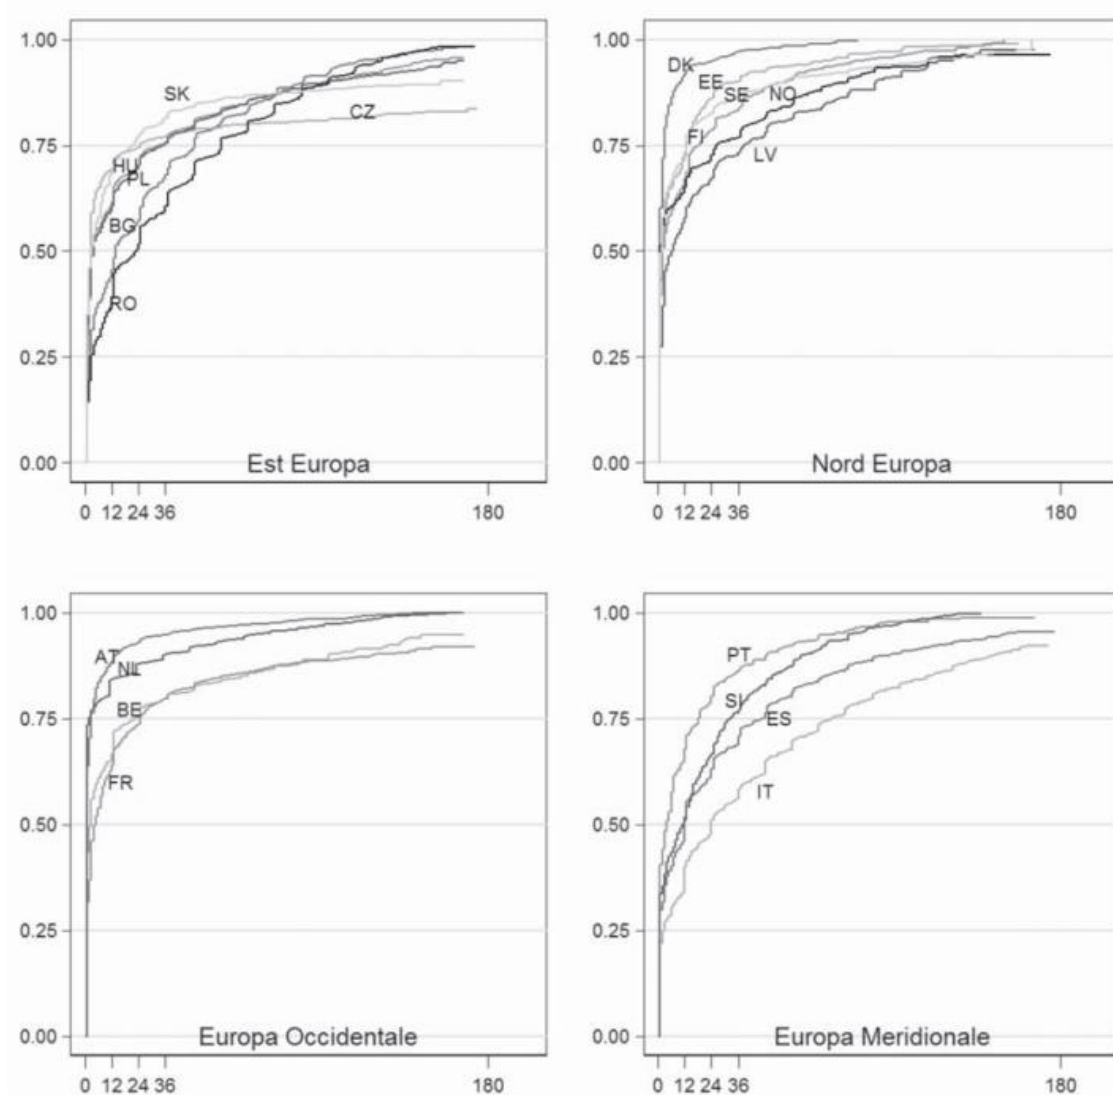 1.00
0.75
0.50
0.25
0.00
SK
CZ
HU
PL
BG
RO
Est Europa
0 12 24 36 180
1.00
0.75
0.50
0.25
0.00
DK
EE
SE
NO
FI
LV
Nord Europa
0 12 24 36 180
1.00
0.75
0.50
0.25
0.00
AT
NL
BE
FR
Europa Occidentale
0 12 24 36 180
1.00
0.75
0.50
0.25
0.00
PT
SI
ES
IT
Europa Meridionale
0 12 24 36 180